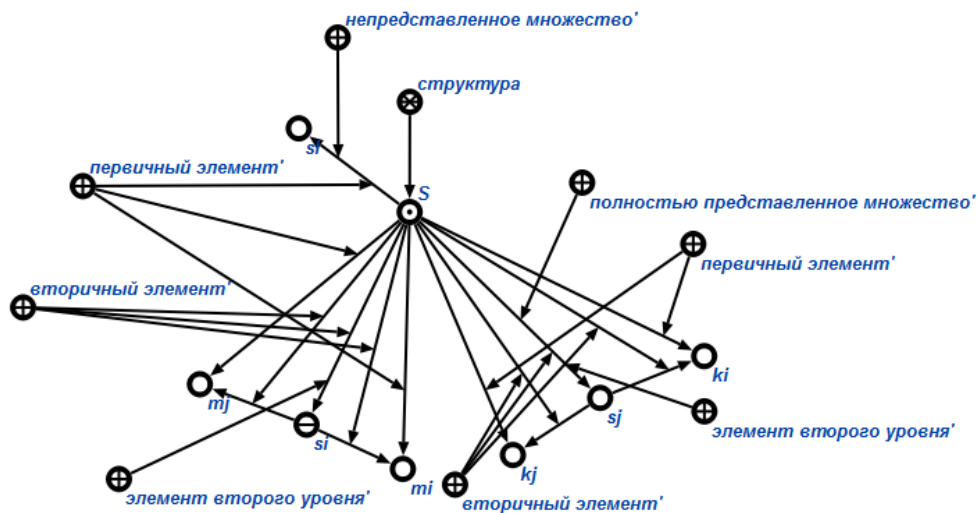 непредставленное множество'
структура
si
первичный элемент'
S
полностью представленное множество'
первичный элемент'
вторичный элемент'
ki
mj
sj
si
элемент второго уровня'
kj
mi
элемент второго уровня'
вторичный элемент'